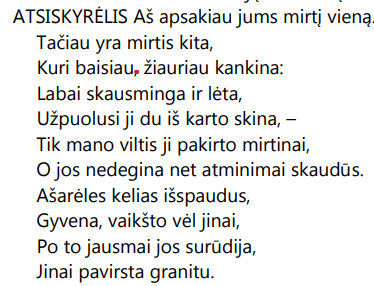 ATSISKYRĖLIS Aš apsakiau jums mirtį vieną.
Tačiau yra mirtis kita,
Kuri baisiau, žiauriau kankina:
Labai skausminga ir lėta,
Užpuolusi ji du iš karto skina, –
Tik mano viltis ji pakirto mirtinai,
O jos nedegina net atminimai skaudūs.
Ašarėles kelias išspaudus,
Gyvena, vaikšto vėl jinai,
Po to jausmai jos surūdija,
Jinai pavirsta granitu.